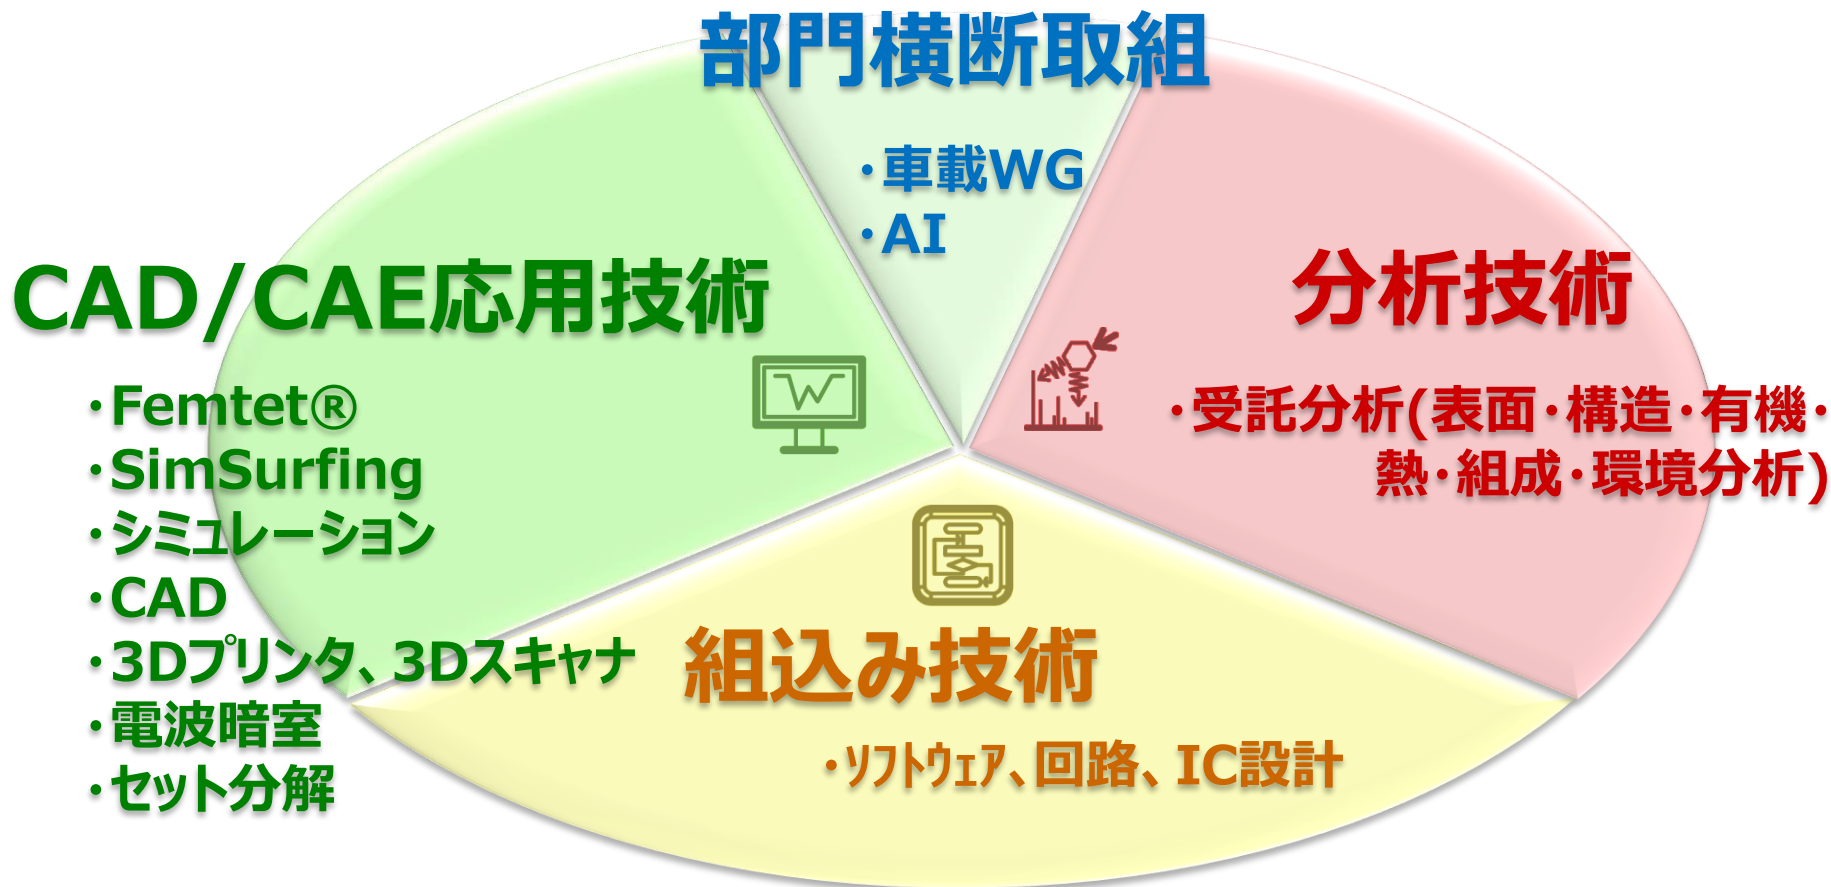 部門横断取組
・車載WG
・AI
CAD/CAE応用技術
・Femtet®
・SimSurfing
・シミュレーション
・CAD
・3Dプリンタ、3Dスキャナ
・電波暗室
・セット分解
分析技術
・受託分析(表面・構造・有機・
熱・組成・環境分析)
組込み技術
・ソフトウェア、回路、IC設計